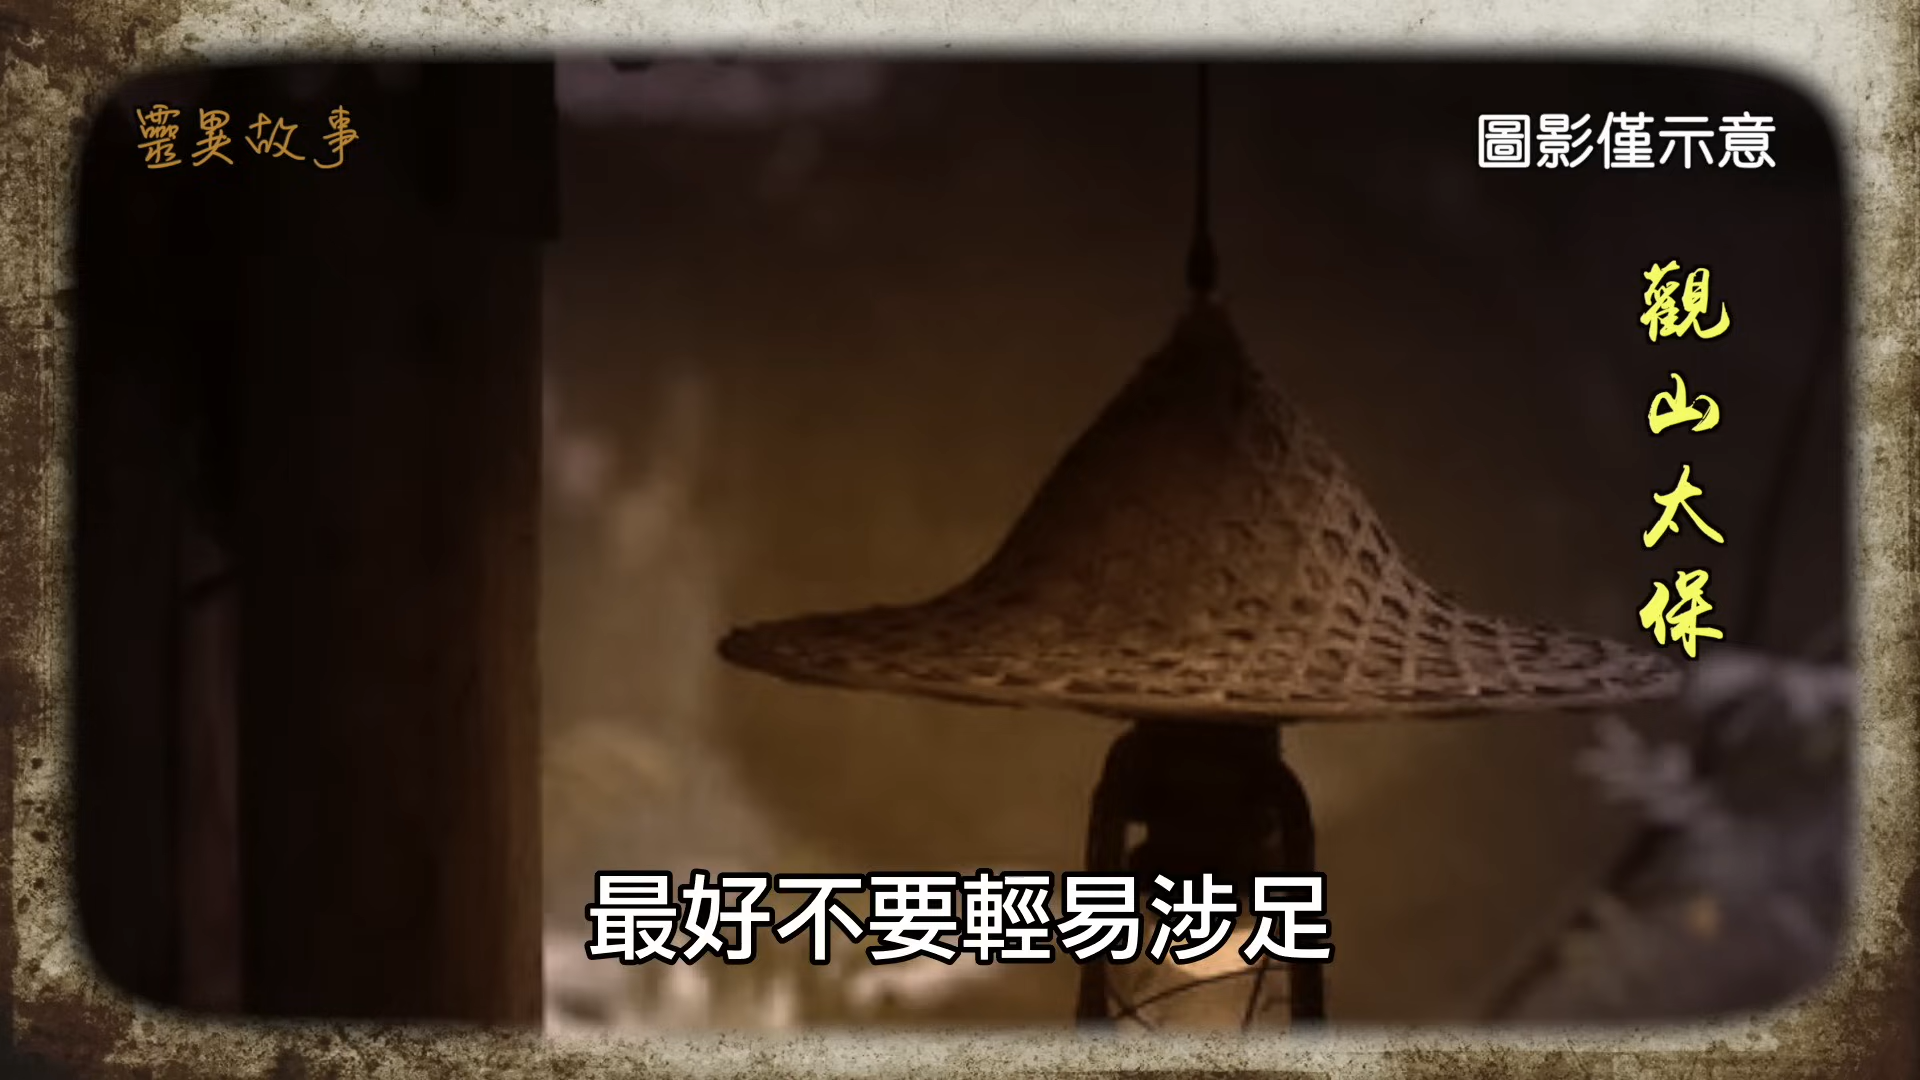 靈異故事
圖影僅示意
觀山太保
最好不要輕易涉足